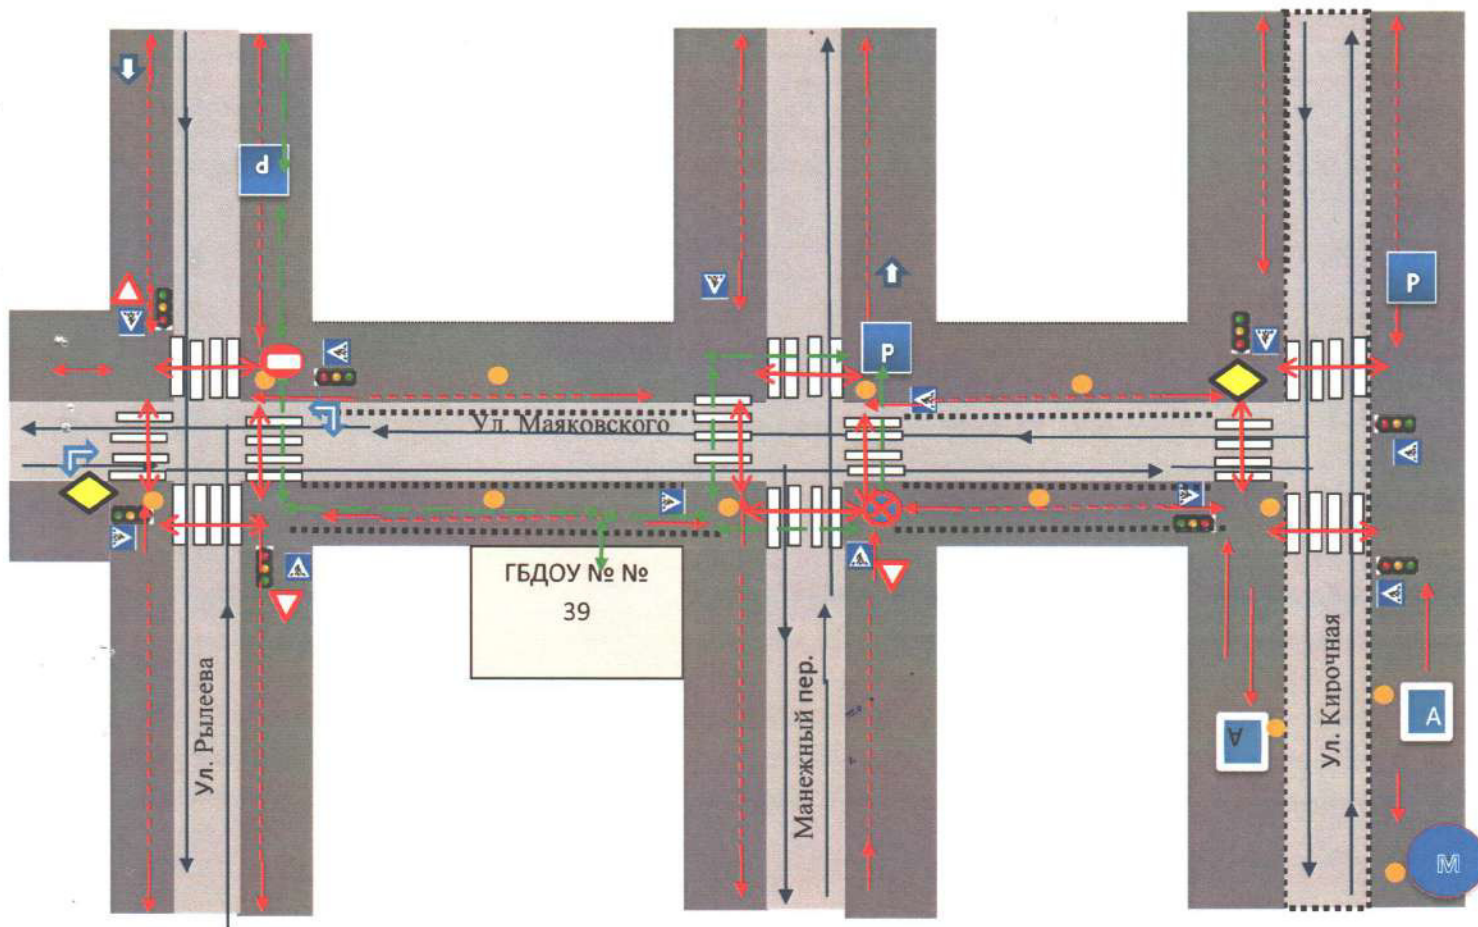 P
P
P
Ул. Маяковского
ГБДОУ № №
39
Ул. Рылеева
Манежный пер.
Ул. Кирочная
А
А
М